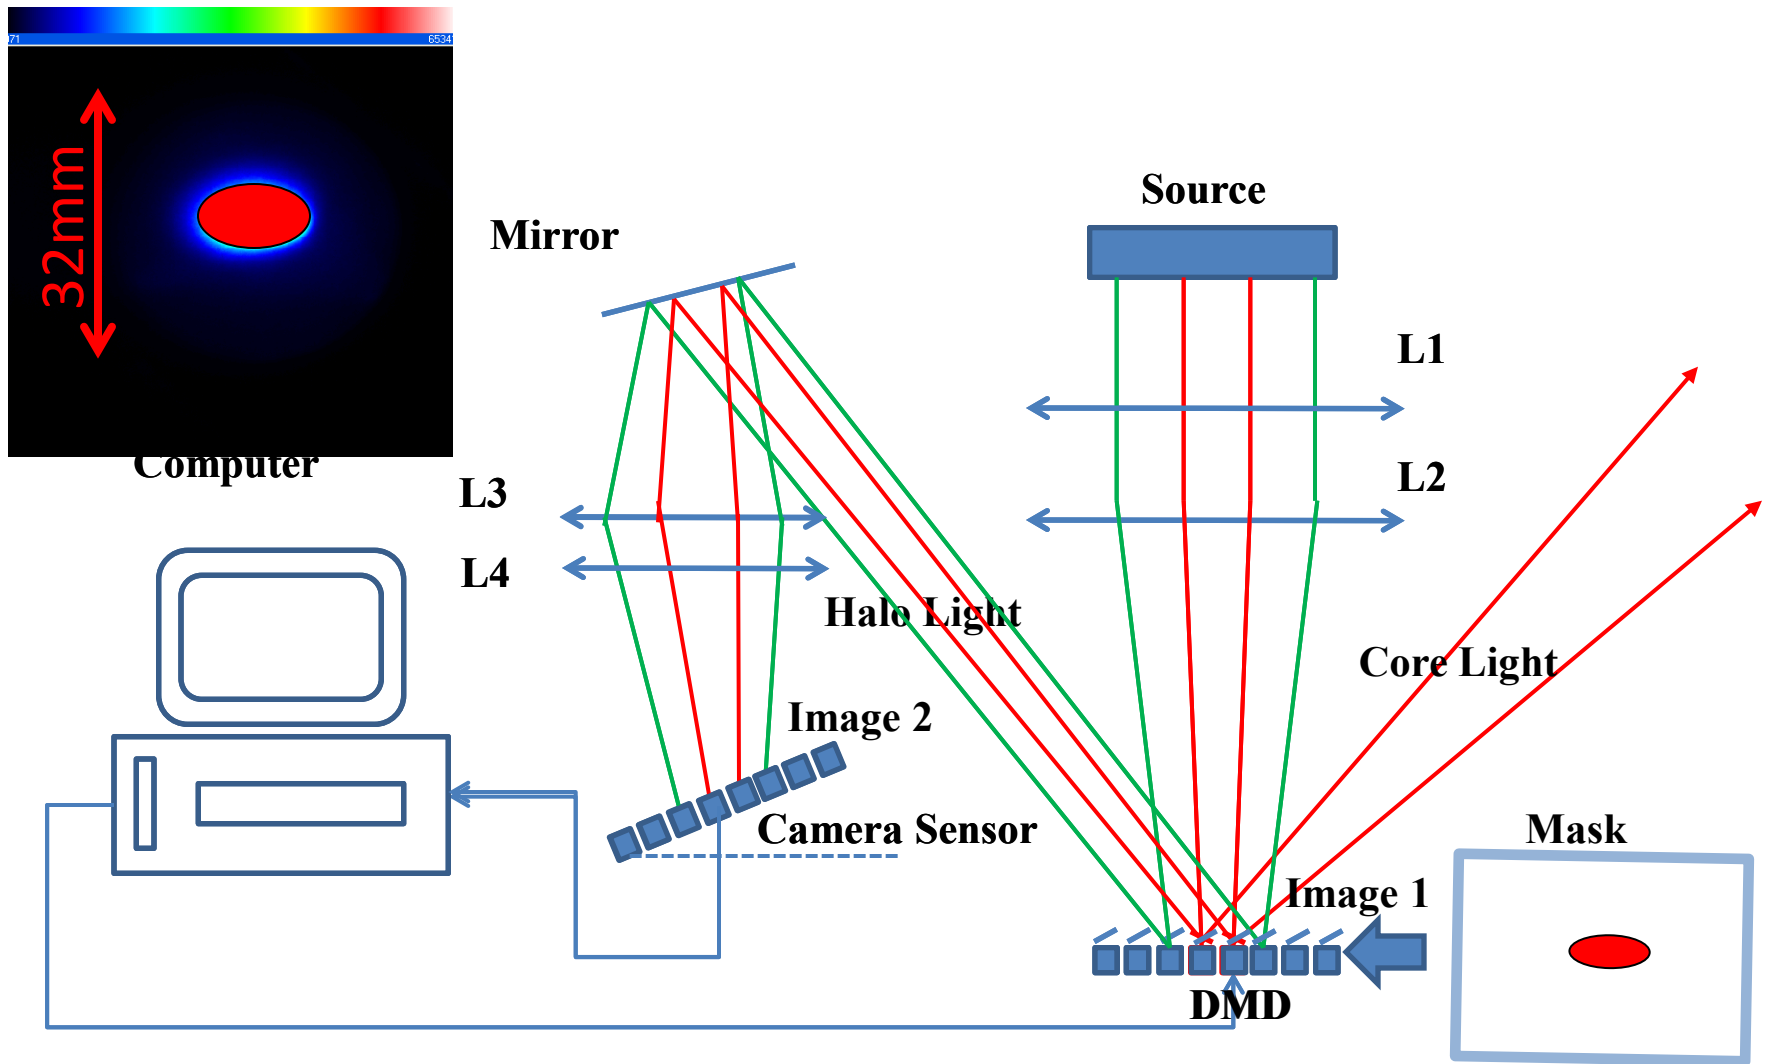 6534
32mm
Computer
Mirror
Source
L1
L2
L3
L4
Halo Light
Core Light
Image 2
Camera Sensor
Mask
Image 1
DMD